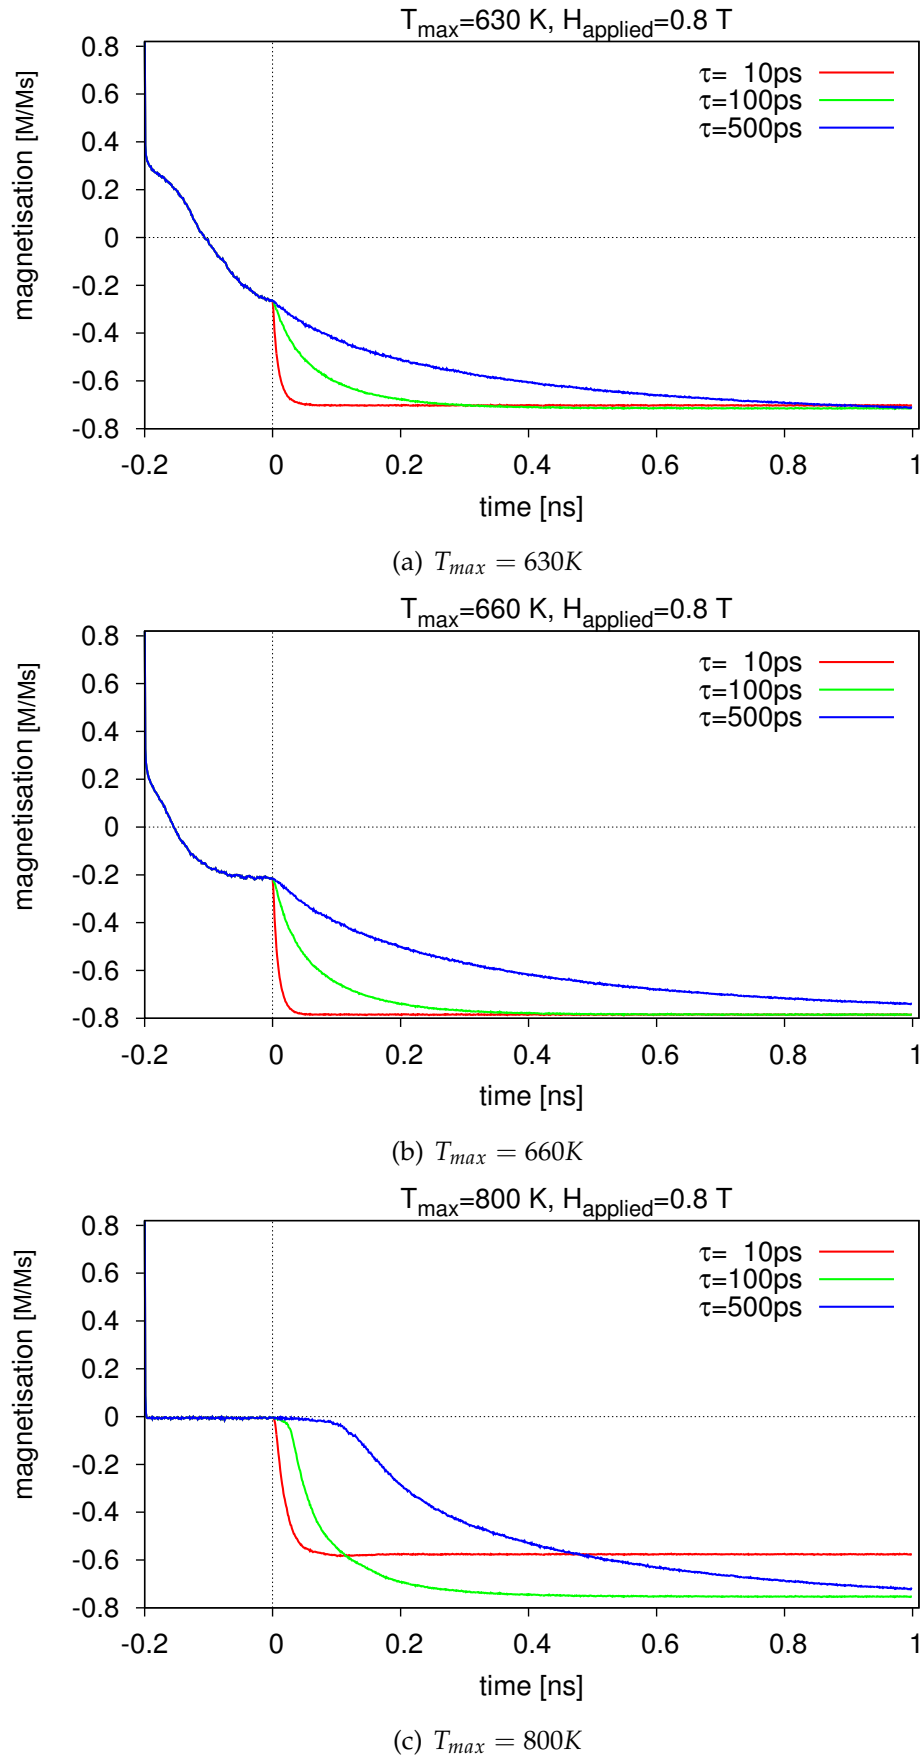 T_max=630 K, H_applied=0.8 T
0.8
0.6
0.4
0.2
0
-0.2
-0.4
-0.6
-0.8
magnetisation [M/Ms]
τ= 10ps
τ=100ps
τ=500ps
-0.2 0 0.2 0.4 0.6 0.8 1
time [ns]
(a) T_max = 630K
T_max=660 K, H_applied=0.8 T
0.8
0.6
0.4
0.2
0
-0.2
-0.4
-0.6
-0.8
magnetisation [M/Ms]
τ= 10ps
τ=100ps
τ=500ps
-0.2 0 0.2 0.4 0.6 0.8 1
time [ns]
(b) T_max = 660K
T_max=800 K, H_applied=0.8 T
0.8
0.6
0.4
0.2
0
-0.2
-0.4
-0.6
-0.8
magnetisation [M/Ms]
τ= 10ps
τ=100ps
τ=500ps
-0.2 0 0.2 0.4 0.6 0.8 1
time [ns]
(c) T_max = 800K